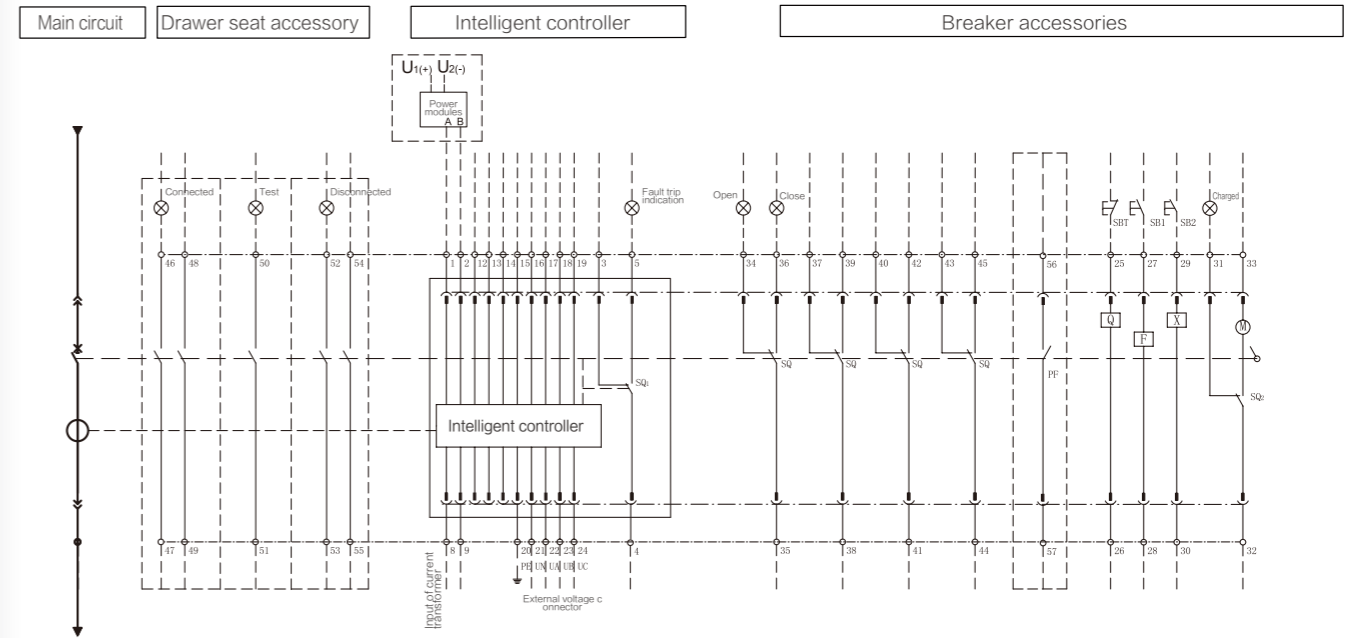 Main circuit
Drawer seat accessory
Intelligent controller
Breaker accessories
U1(+) U2(-)
Power
modules
A B
Connected
Test
Disconnected
Fault trip
indication
Open
Close
SBT
SB1
SB2
Charged
46 48 50 52 54 1 2 12 13 14 15 16 17 18 19 3 5 34 36 37 39 40 42 43 45 56 25 27 29 31 33
Q
F
X
M
SQ1
SQ
SQ
SQ
SQ
PF
SQ2
Intelligent controller
47 49 51 53 55 8 9 20 21 22 23 24 4 35 38 41 44 57 26 28 30 32
PE UN UA UB UC
Input of current
transformer
External voltage c
onnector